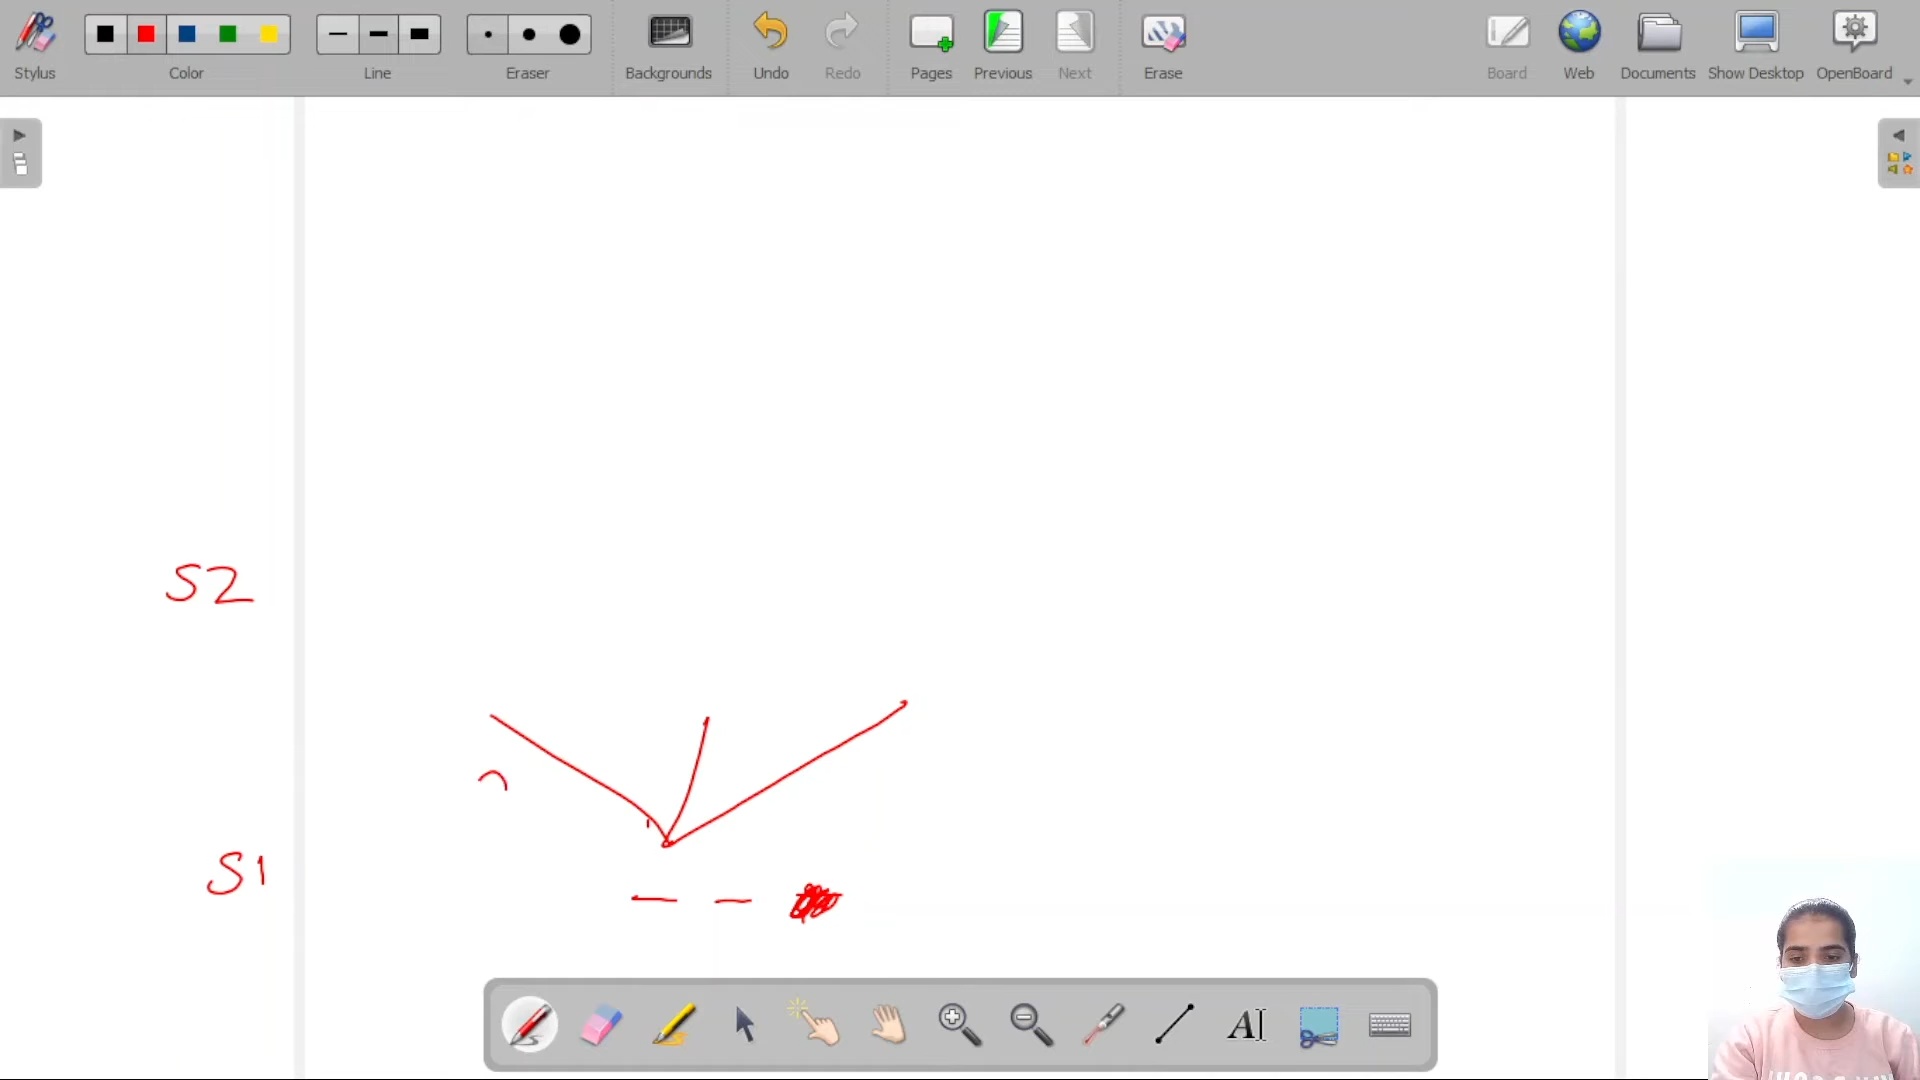 Stylus Color Line Eraser Backgrounds Undo Redo Pages Previous Next Erase Board Web Documents Show Desktop OpenBoard
S2
S1